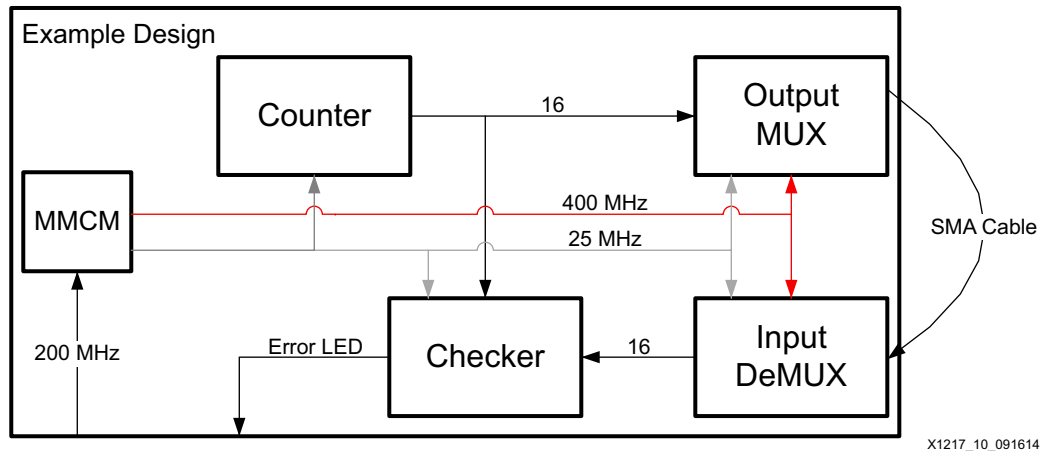 Example Design
Counter
16
Output
MUX
MMCM
400 MHz
25 MHz
SMA Cable
200 MHz
Error LED
Checker
16
Input
DeMUX
X1217_10_091614